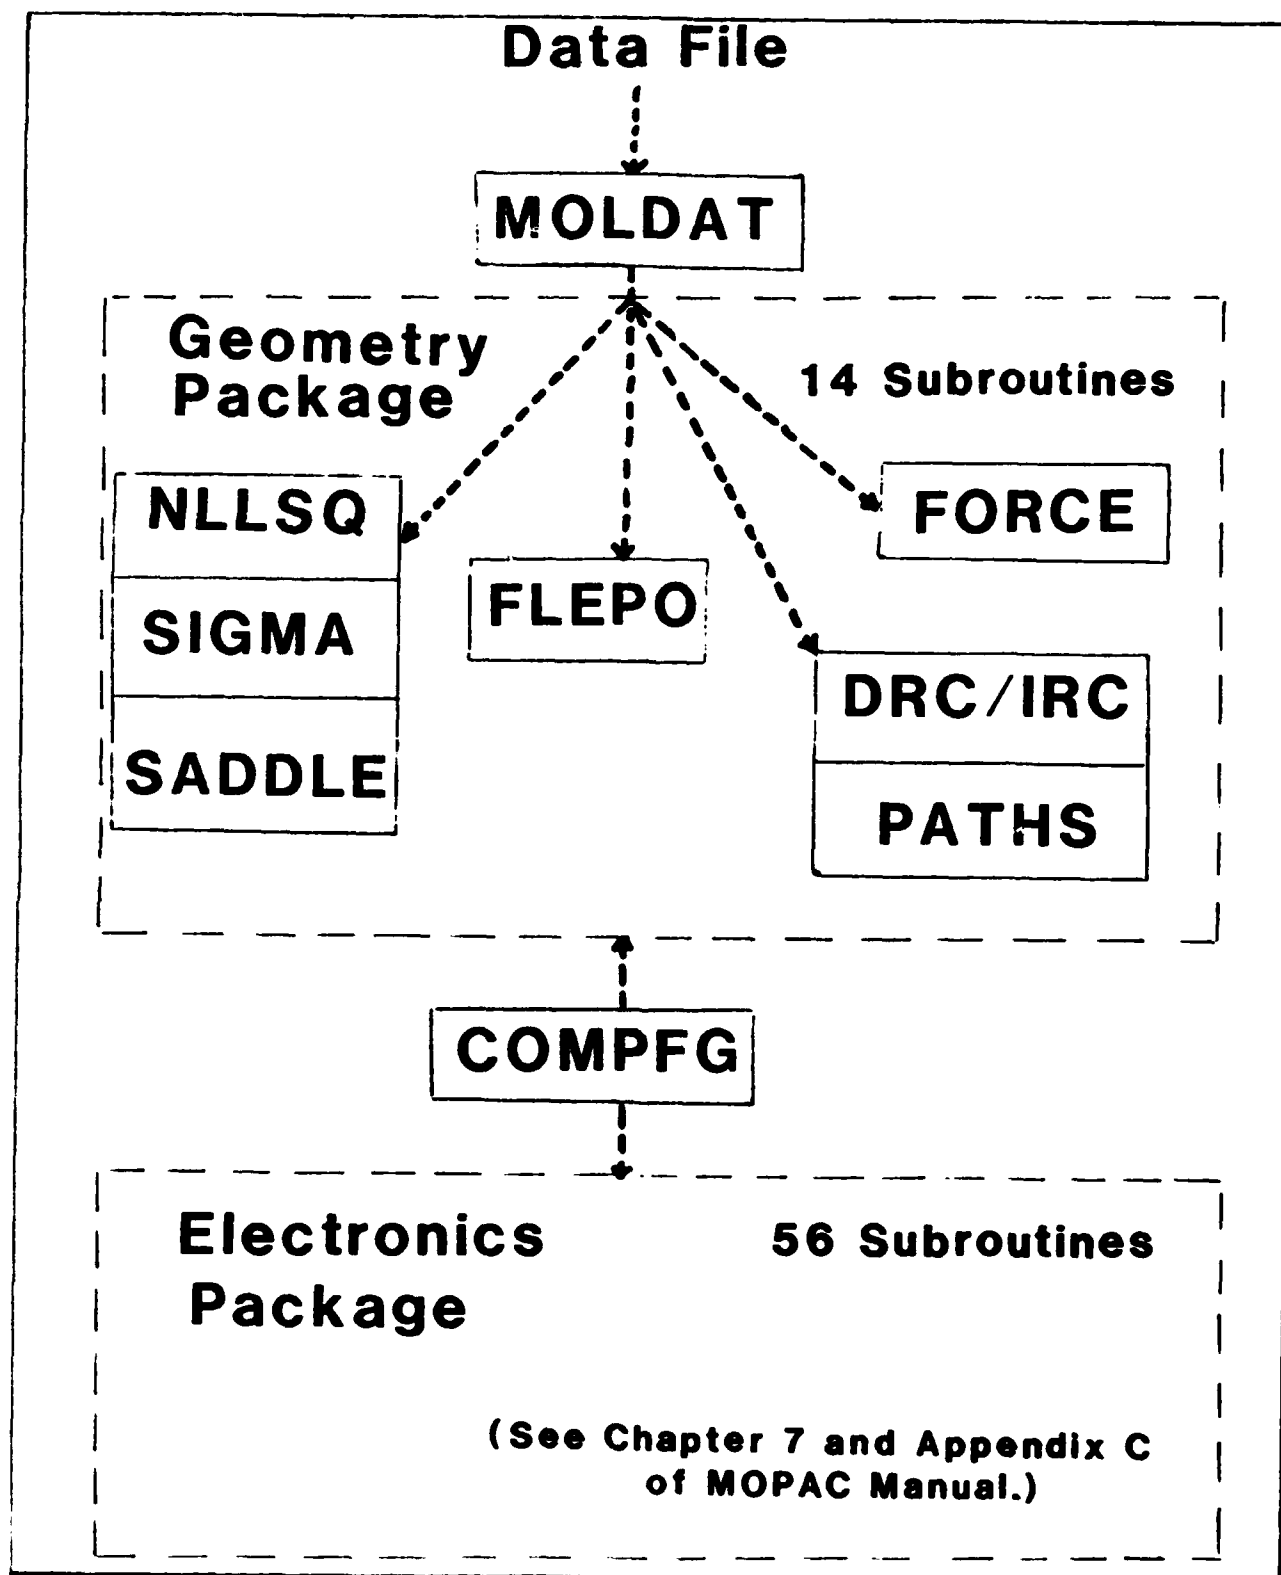 Data File
MOLDAT
Geometry
Package
14 Subroutines
NLLSQ
SIGMA
SADDLE
FLEPO
FORCE
DRC/IRC
PATHS
COMPFG
Electronics
Package
56 Subroutines
(See Chapter 7 and Appendix C
of MOPAC Manual.)